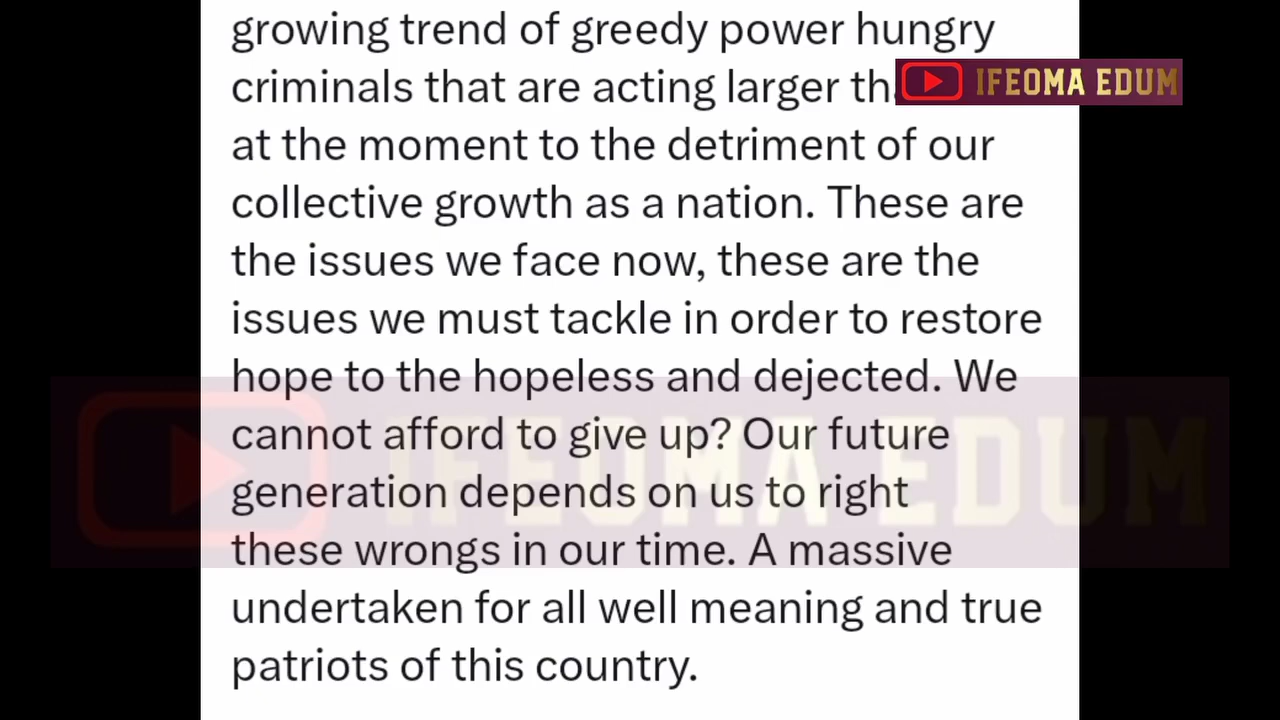 growing trend of greedy power hungry
criminals that are acting larger
IFEOMA EDUM
at the moment to the detriment of our
collective growth as a nation. These are
the issues we face now, these are the
issues we must tackle in order to restore
hope to the hopeless and dejected. We
cannot afford to give up? Our future
generation depends on us to right
these wrongs in our time. A massive
undertaken for all well meaning and true
patriots of this country.
IFEOMA EDUM